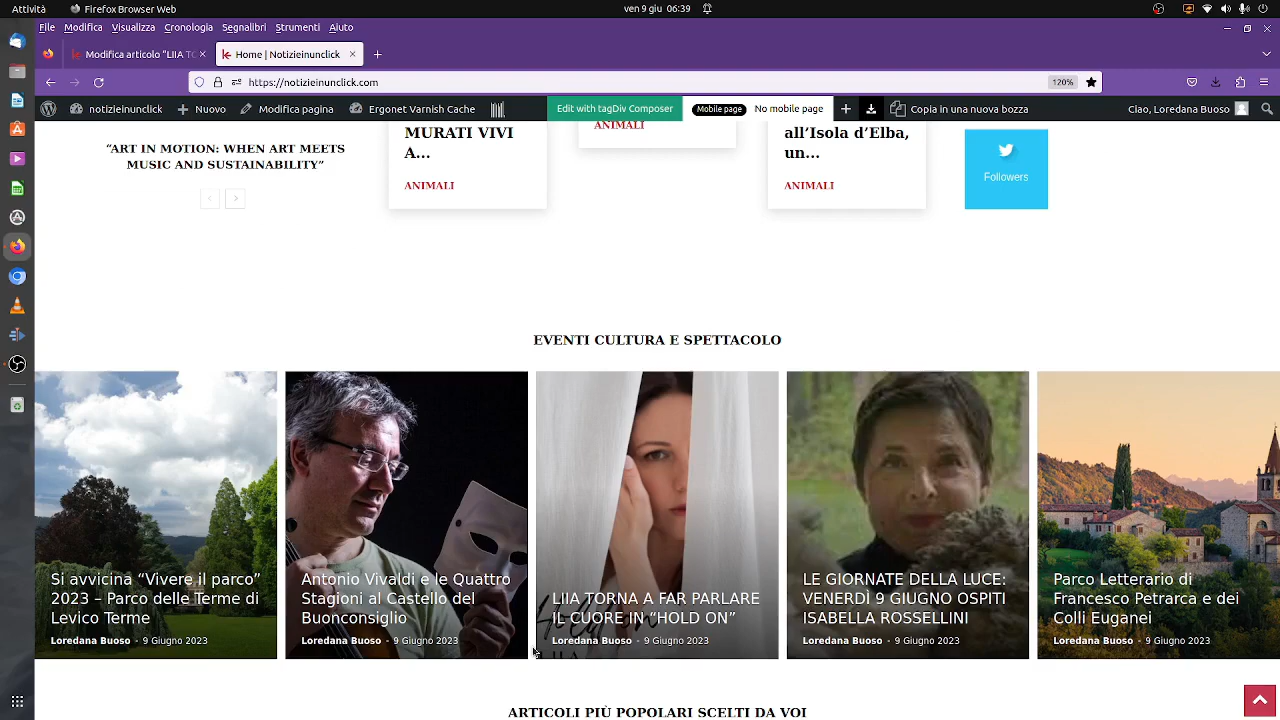 Attività
Firefox Browser Web
ven 9 giu 06:39
File Modifica Visualizza Cronologia Segnalibri Strumenti Aiuto
Modifica articolo "LIIA TO
Home | Notizieinunclick
https://notizieinunclick.com
120%
notizieinunclick
Nuovo
Modifica pagina
Ergonet Varnish Cache
Edit with tagDiv Composer
Mobile page
No mobile page
Copia in una nuova bozza
Ciao, Loredana Buoso
“ART IN MOTION: WHEN ART MEETS
MUSIC AND SUSTAINABILITY”
MURATI VIVI
A...
ANIMALI
ANIMALI
all’Isola d’Elba,
un...
ANIMALI
Followers
EVENTI CULTURA E SPETTACOLO
Si avvicina “Vivere il parco”
2023 – Parco delle Terme di
Levico Terme
Loredana Buoso - 9 Giugno 2023
Antonio Vivaldi e le Quattro
Stagioni al Castello del
Buonconsiglio
Loredana Buoso - 9 Giugno 2023
LIIA TORNA A FAR PARLARE
IL CUORE IN “HOLD ON”
Loredana Buoso - 9 Giugno 2023
LE GIORNATE DELLA LUCE:
VENERDÌ 9 GIUGNO OSPITI
ISABELLA ROSSELLINI
Loredana Buoso - 9 Giugno 2023
Parco Letterario di
Francesco Petrarca e dei
Colli Euganei
Loredana Buoso - 9 Giugno 2023
ARTICOLI PIÙ POPOLARI SCELTI DA VOI